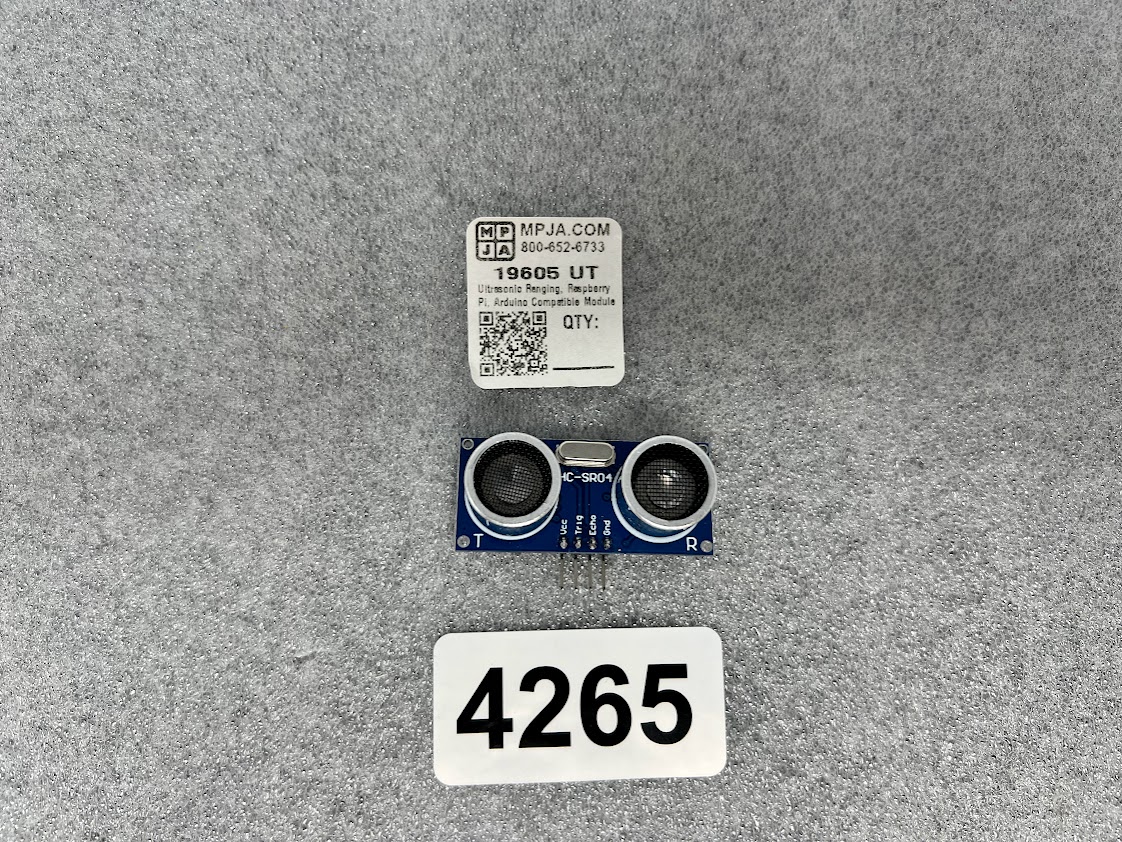 MP
JA
MPJA.COM
800-652-6733
19605 UT
Ultrasonic Ranging, Raspberry
Pi, Arduino Compatible Module
QTY:
HC-SR04
Vcc
Trig
Echo
Gnd
T
R
4265